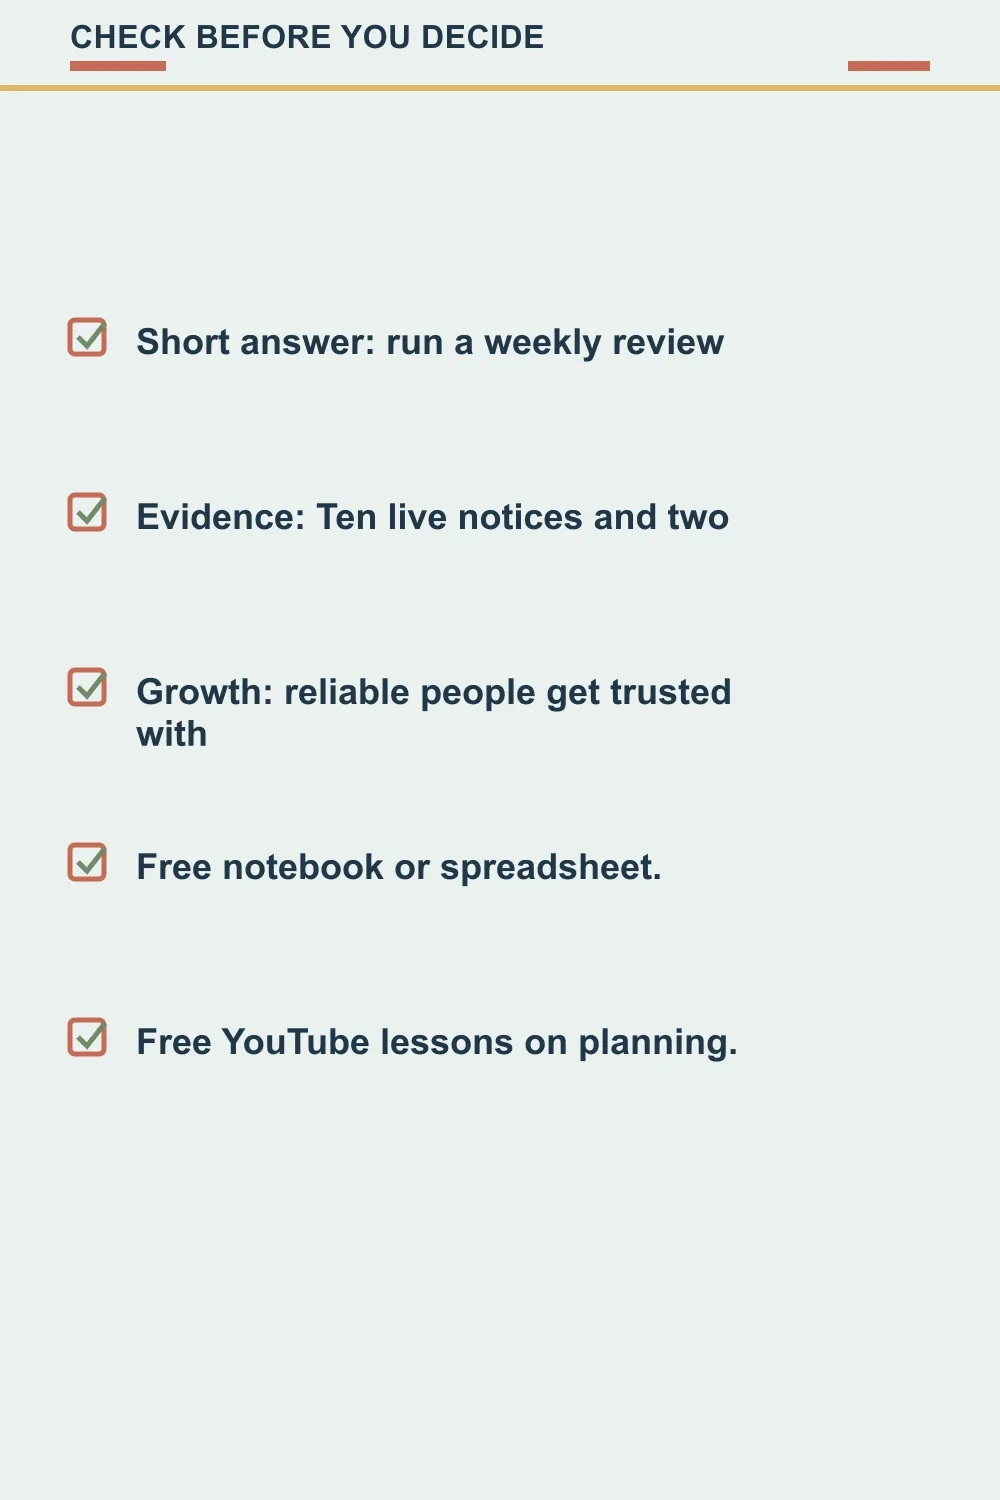 CHECK BEFORE YOU DECIDE
Short answer: run a weekly review
Evidence: Ten live notices and two
Growth: reliable people get trusted
with
Free notebook or spreadsheet.
Free YouTube lessons on planning.